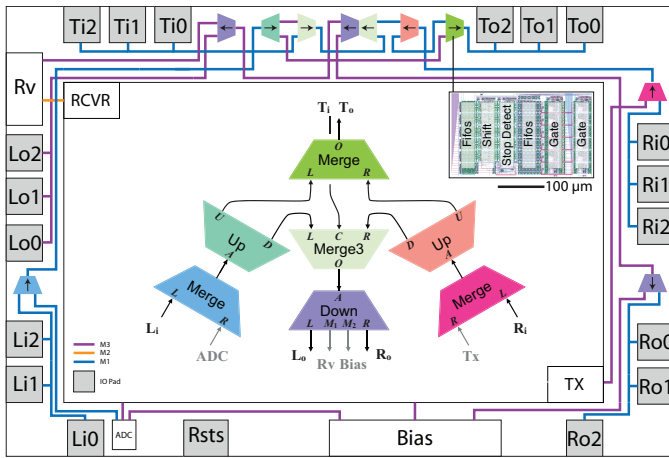 Ti2 Ti1 Ti0 To2 To1 To0
Rv
RCVR
Lo2
Lo1
Lo0
Li2
Li1
Li0
ADC
Rsts
Bias
Ro2
Ro1
Ro0
TX
Ri0
Ri1
Ri2
Fifos Shift Stop Detect Fifos Gate Gate
100 µm
Ti To
O
Merge
L R
U D
Up
A
L C R
Merge3
O
U D
Up
A
Merge
L R
Li
ADC
A
Down
L M1 M2 R
Lo Rv Bias Ro
Merge
R L
Tx
Ri
M3
M2
M1
IO Pad